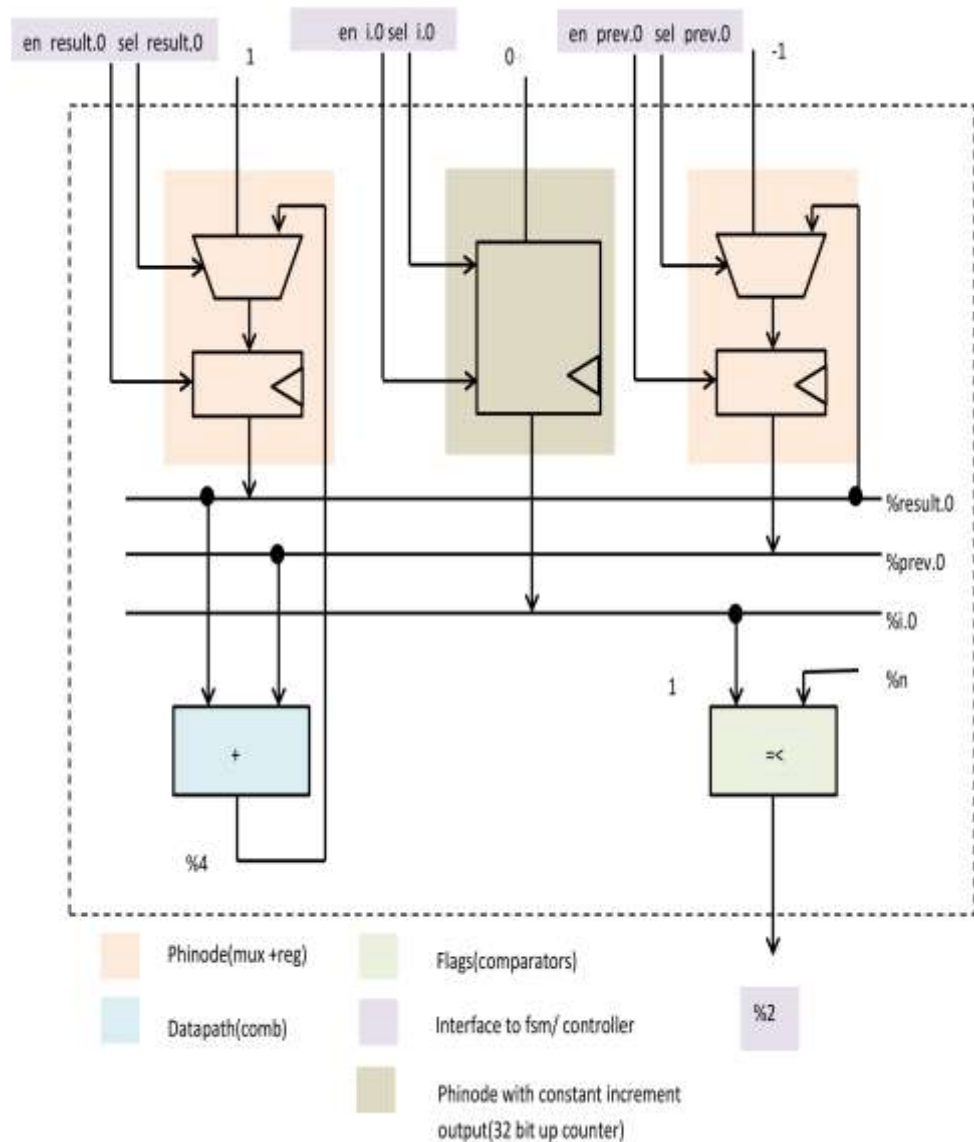 en result.0 sel result.0
en i.0 sel i.0
en prev.0 sel prev.0
1
0
-1
%result.0
%prev.0
%i.0
%n
1
+
=<
%4
Phinode(mux +reg)
Flags(comparators)
Datapath(comb)
Interface to fsm/ controller
%2
Phinode with constant increment
output(32 bit up counter)